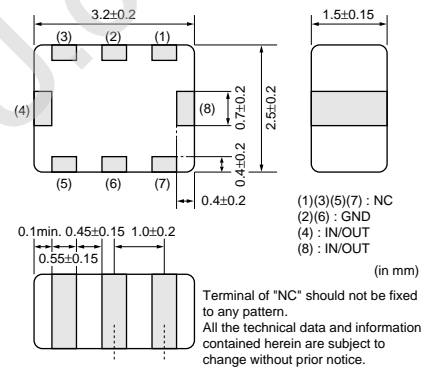 3.2±0.2
1.5±0.15
(3) (2) (1)
(4)
(8)
0.7±0.2
2.5±0.2
0.4±0.2
(5) (6) (7)
0.4±0.2
(1)(3)(5)(7) : NC
(2)(6) : GND
(4) : IN/OUT
(8) : IN/OUT
(in mm)
0.1min. 0.45±0.15 1.0±0.2
0.55±0.15
Terminal of "NC" should not be fixed
to any pattern.
All the technical data and information
contained herein are subject to
change without prior notice.